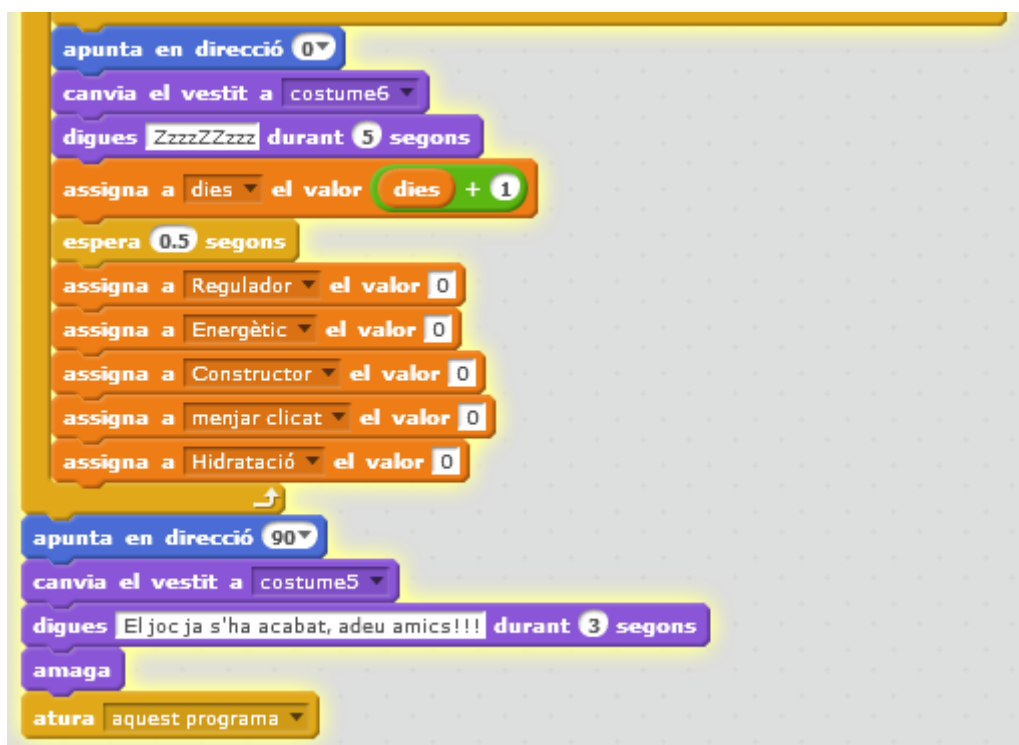 apunta en direcció 0
canvia el vestit a costume6
digues ZzzzZZzzz durant 5 segons
assigna a dies el valor dies + 1
espera 0.5 segons
assigna a Regulador el valor 0
assigna a Energètic el valor 0
assigna a Constructor el valor 0
assigna a menjar clicat el valor 0
assigna a Hidratació el valor 0
apunta en direcció 90
canvia el vestit a costume5
digues El joc ja s'ha acabat, adeu amics!!! durant 3 segons
amaga
atura aquest programa